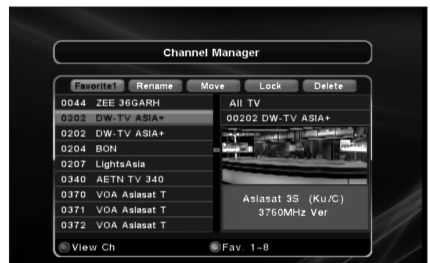 Channel Manager
Favorite1 Rename Move Lock Delete
0044 ZEE 36GARH
All TV
0202 DW-TV ASIA+
00202 DW-TV ASIA+
0202 DW-TV ASIA+
0204 BON
0207 LightsAsia
0340 AETN TV 340
0370 VOA Asiasat T
Asiasat 3S (Ku/C)
0371 VOA Asiasat T
3760MHz Ver
0372 VOA Asiasat T
View Ch
Fav. 1~8